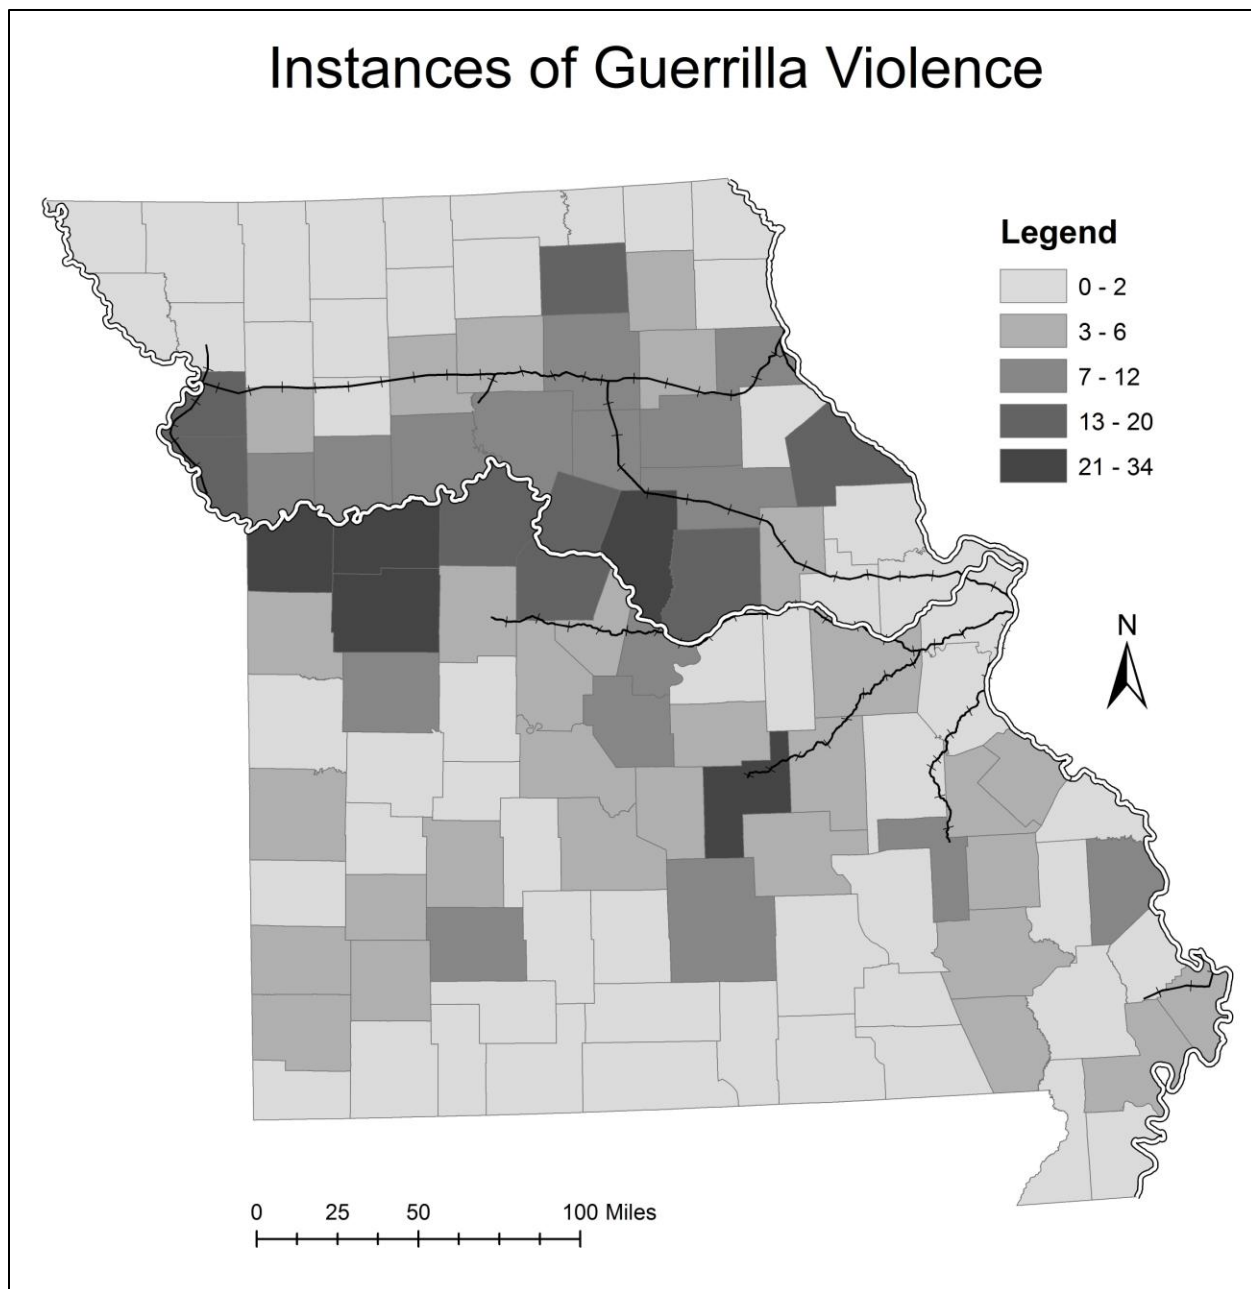 Instances of Guerrilla Violence
Legend
0 - 2
3 - 6
7 - 12
13 - 20
21 - 34
N
0 25 50 100 Miles